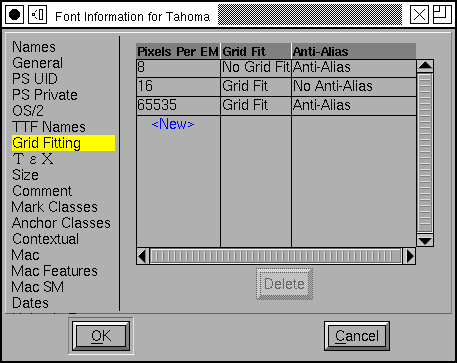 Font Information for Tahoma
Names
General
PS UID
PS Private
OS/2
TTF Names
Grid Fitting
Τ ε Χ
Size
Comment
Mark Classes
Anchor Classes
Contextual
Mac
Mac Features
Mac SM
Dates
Pixels Per EM Grid Fit Anti-Alias
8 No Grid Fit Anti-Alias
16 Grid Fit No Anti-Alias
65535 Grid Fit Anti-Alias
<New>
Delete
OK
Cancel